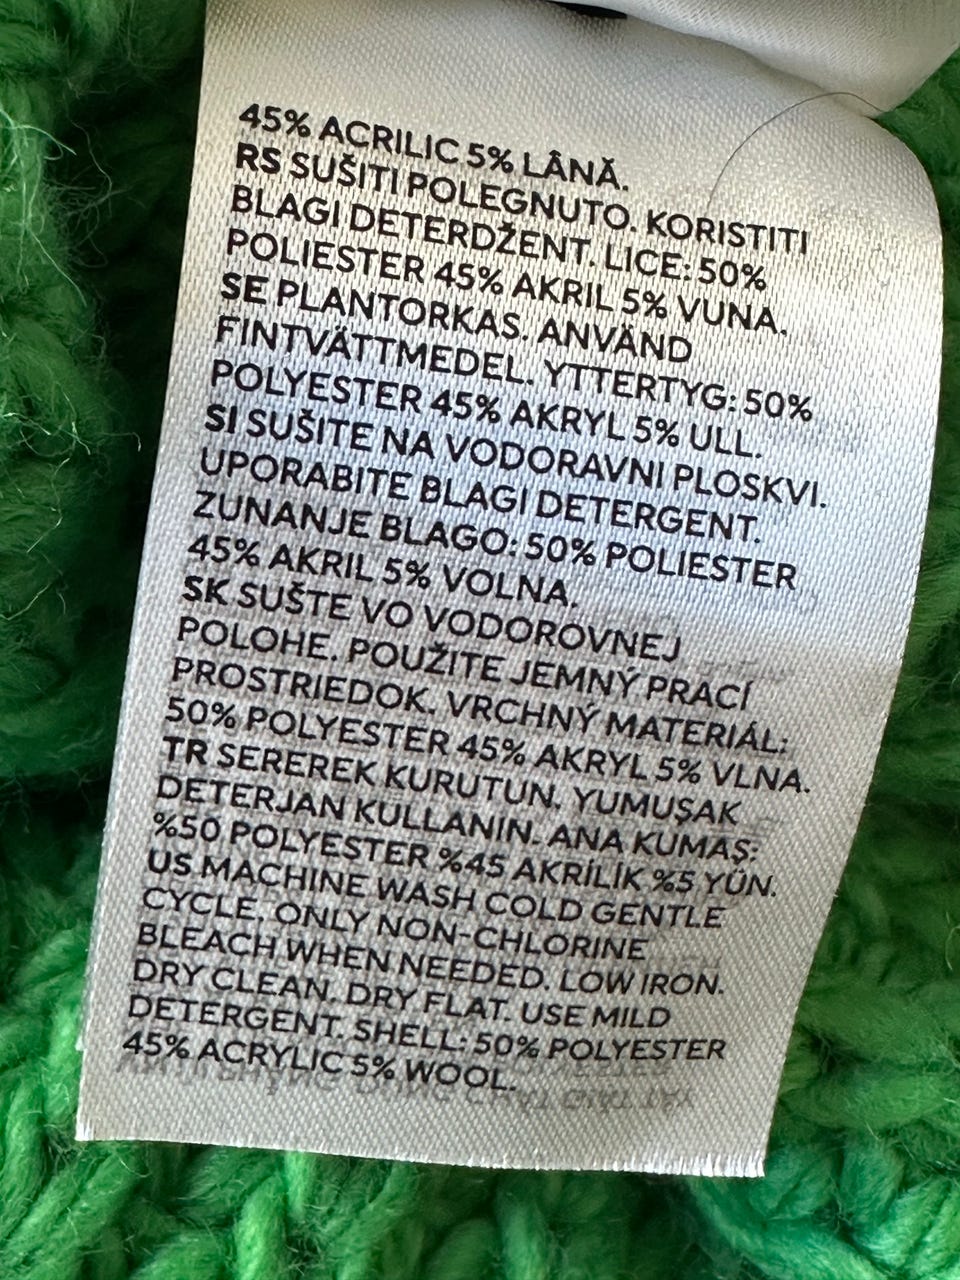 45% ACRILIC 5% LÂNĂ.
RS SUŠITI POLEGNUTO. KORISTITI
BLAGI DETERDŽENT. LICE: 50%
POLIESTER 45% AKRIL 5% VUNA.
SE PLANTORKAS. ANVÄND
FINTVÄTTMEDEL. YTTERTYG: 50%
POLYESTER 45% AKRYL 5% ULL.
SI SUŠITE NA VODORAVNI PLOSKVI.
UPORABITE BLAGI DETERGENT.
ZUNANJE BLAGO: 50% POLIESTER
45% AKRIL 5% VOLNA.
SK SUŠTE VO VODOROVNEJ
POLOHE. POUŽITE JEMNÝ PRACÍ
PROSTRIEDOK. VRCHNÝ MATERIÁL:
50% POLYESTER 45% AKRYL 5% VLNA.
TR SEREREK KURUTUN. YUMUŞAK
DETERJAN KULLANIN. ANA KUMAŞ:
%50 POLYESTER %45 AKRİLİK %5 YÜN.
US MACHINE WASH COLD GENTLE
CYCLE. ONLY NON-CHLORINE
BLEACH WHEN NEEDED. LOW IRON.
DRY CLEAN. DRY FLAT. USE MILD
DETERGENT. SHELL: 50% POLYESTER
45% ACRYLIC 5% WOOL.